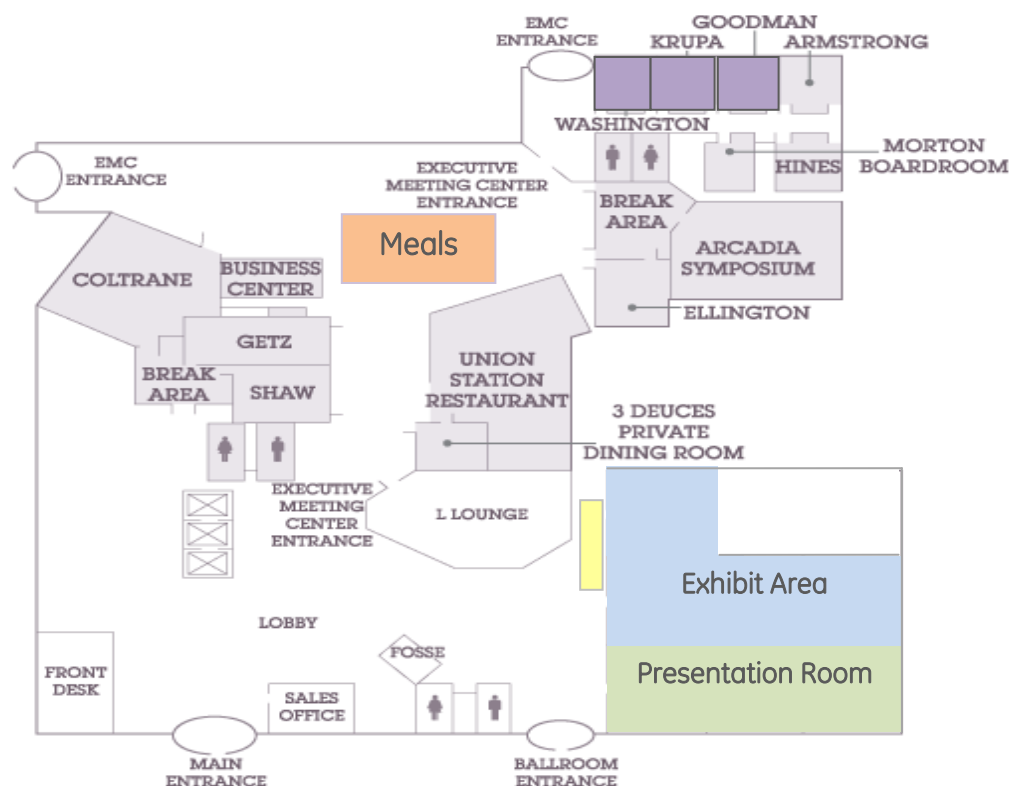 GOODMAN
EMC
ENTRANCE
KRUPA
ARMSTRONG
WASHINGTON
MORTON
BOARDROOM
HINES
EMC
ENTRANCE
EXECUTIVE
MEETING CENTER
ENTRANCE
BREAK
AREA
Meals
ARCADIA
SYMPOSIUM
COLTRANE
BUSINESS
CENTER
ELLINGTON
GETZ
UNION
STATION
RESTAURANT
BREAK
AREA
SHAW
3 DEUCES
PRIVATE
DINING ROOM
EXECUTIVE
MEETING
CENTER
ENTRANCE
L LOUNGE
Exhibit Area
LOBBY
FOSSE
Presentation Room
FRONT
DESK
SALES
OFFICE
MAIN
ENTRANCE
BALLROOM
ENTRANCE